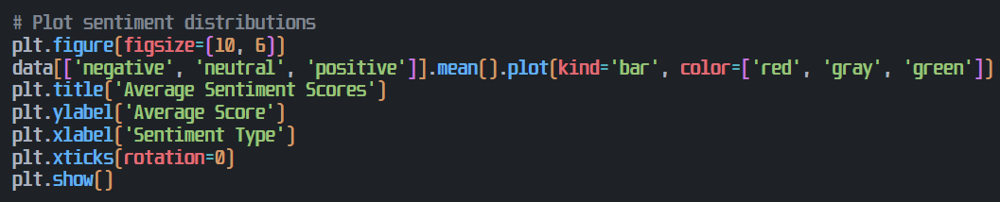 # Plot sentiment distributions
plt.figure(figsize=(10, 6))
data[['negative', 'neutral', 'positive']].mean().plot(kind='bar', color=['red', 'gray', 'green'])
plt.title('Average Sentiment Scores')
plt.ylabel('Average Score')
plt.xlabel('Sentiment Type')
plt.xticks(rotation=0)
plt.show()